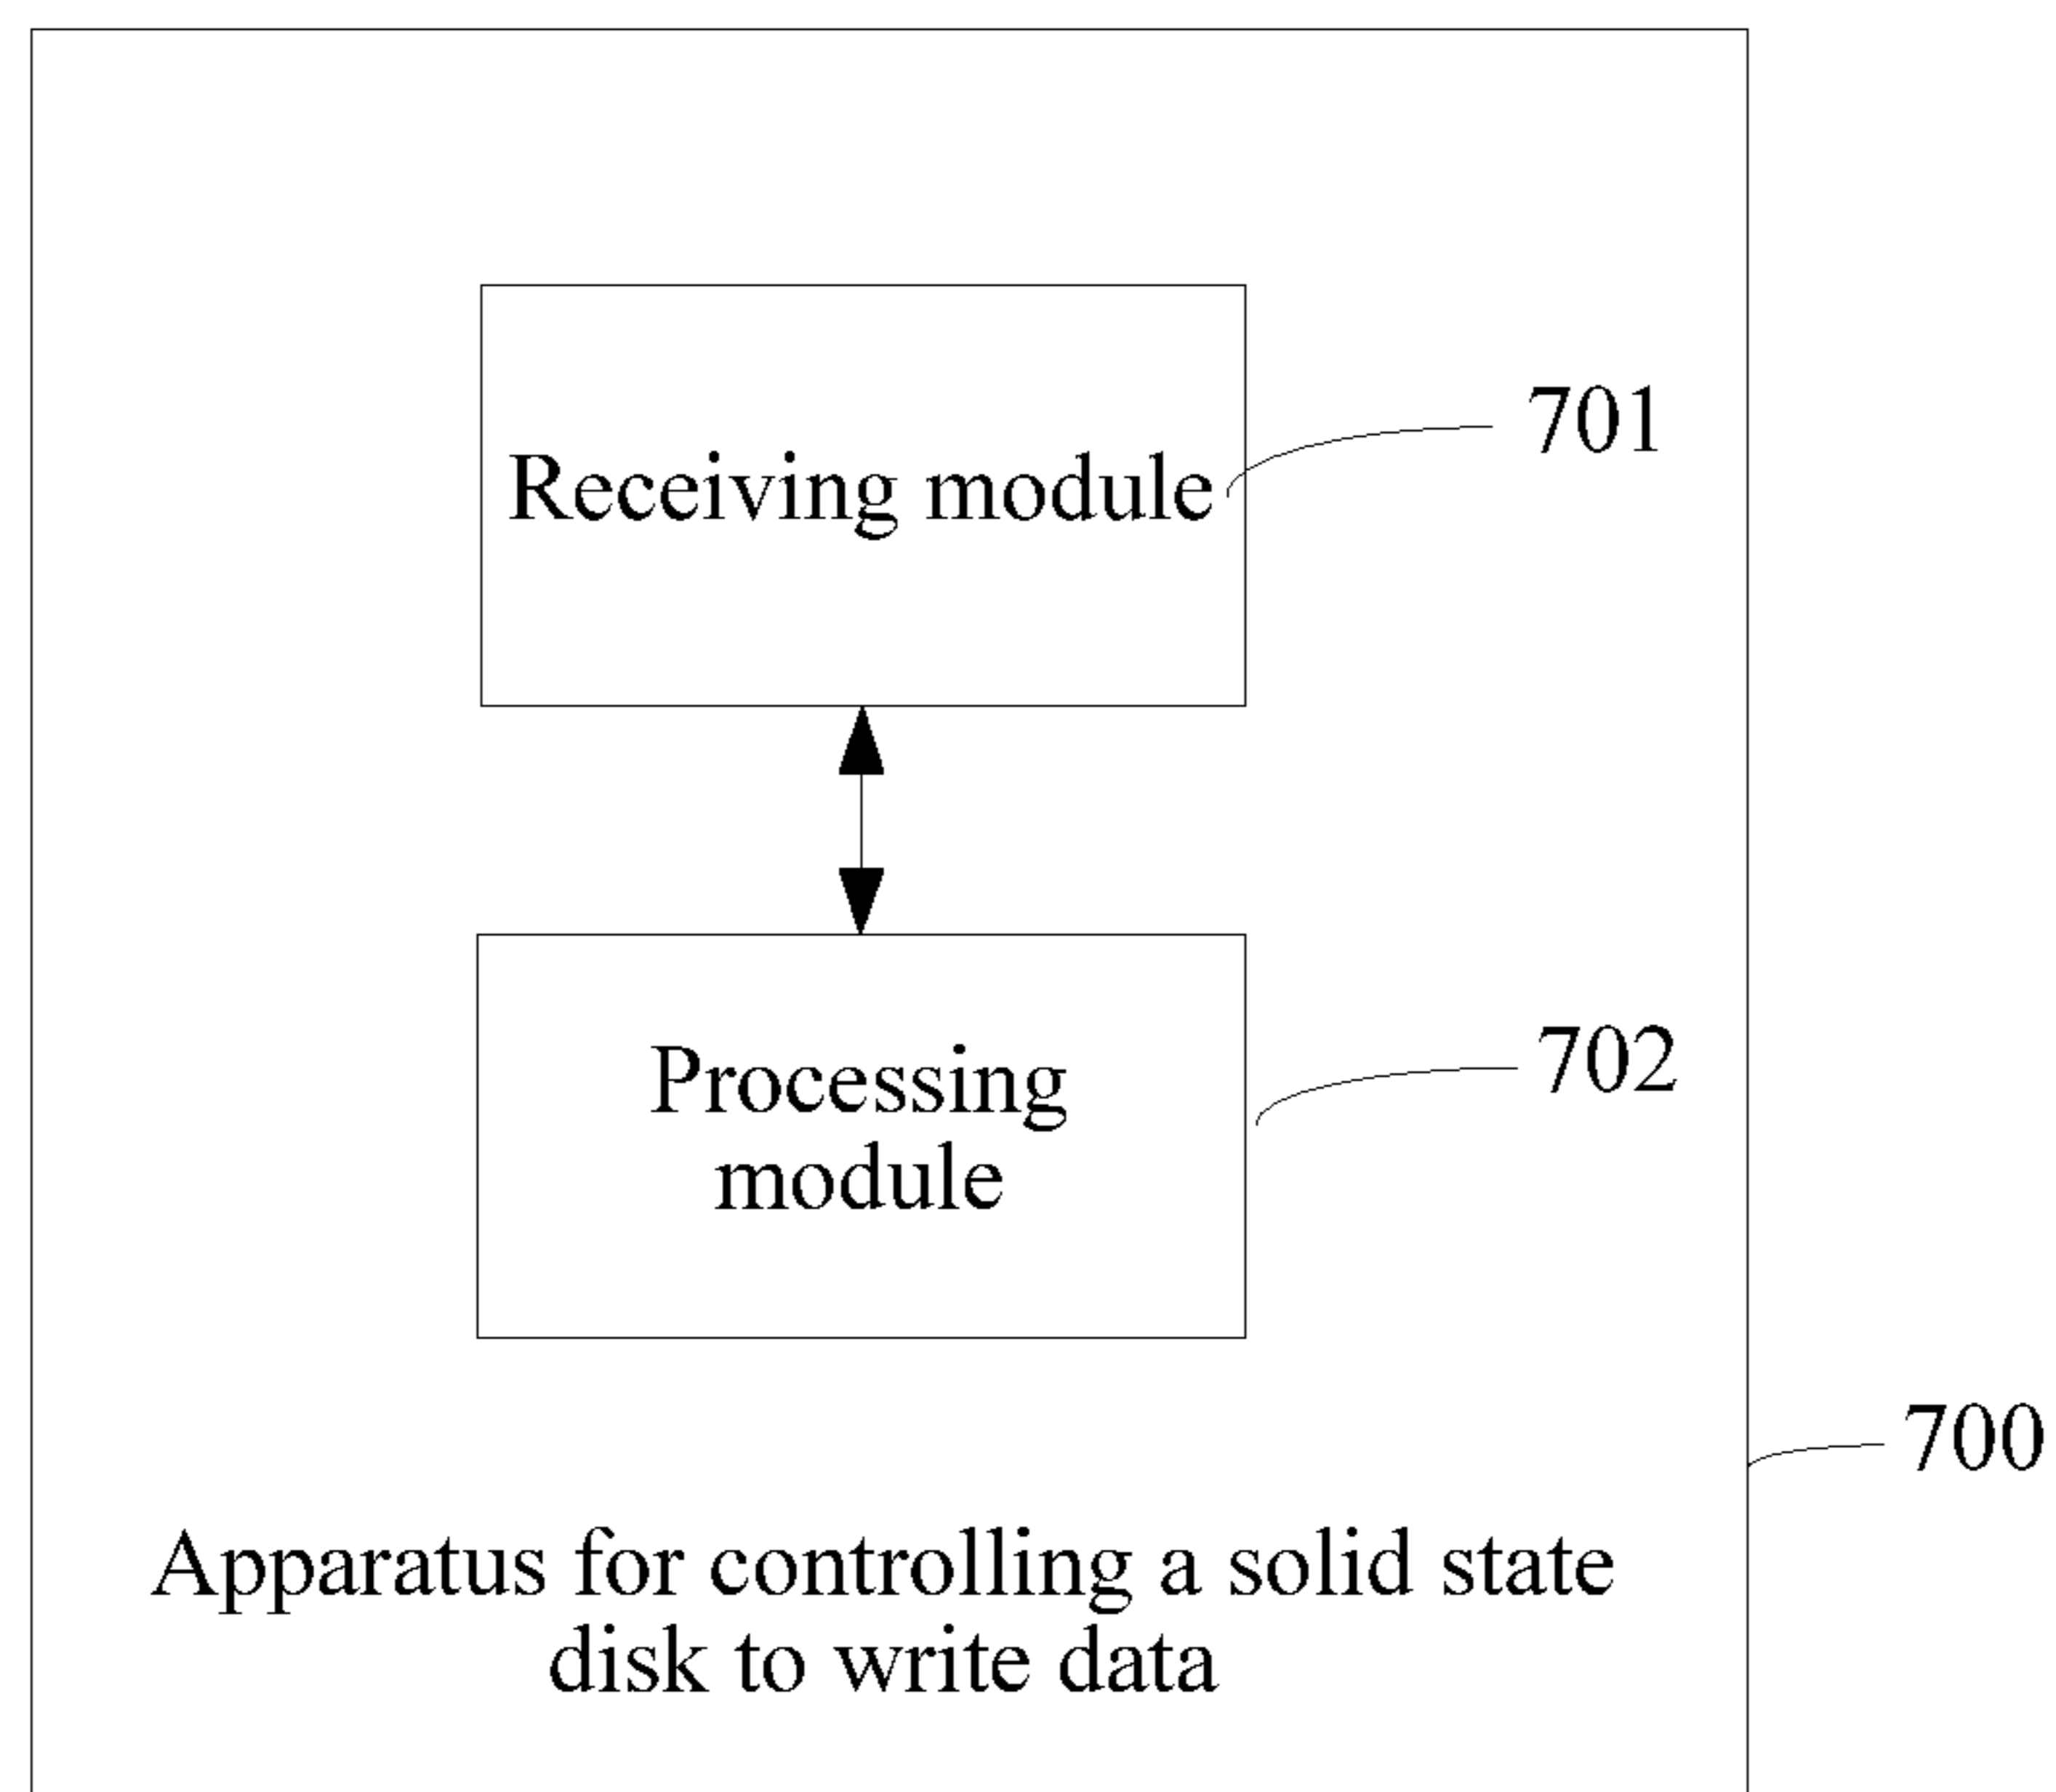 Receiving module
701
Processing
module
702
700
Apparatus for controlling a solid state
disk to write data